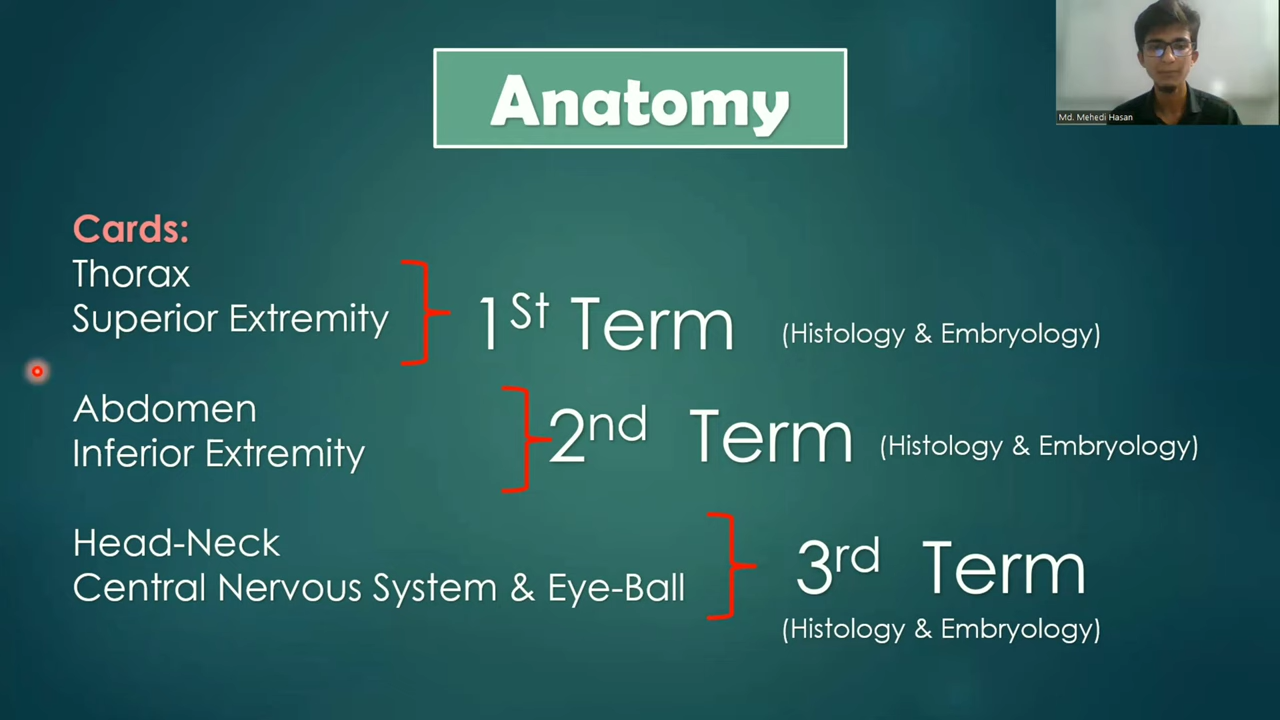 Anatomy
Md. Mehedi Hasan
Cards:
Thorax
Superior Extremity
1St Term (Histology & Embryology)
Abdomen
Inferior Extremity
2nd Term (Histology & Embryology)
Head-Neck
Central Nervous System & Eye-Ball
3rd Term
(Histology & Embryology)